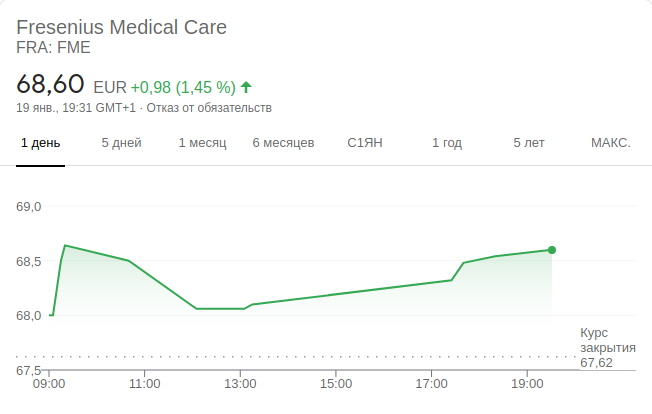 Fresenius Medical Care
FRA: FME
68,60 EUR +0,98 (1,45 %)
19 янв., 19:31 GMT+1 · Отказ от обязательств
1 день 5 дней 1 месяц 6 месяцев С1ЯН 1 год 5 лет МАКС.
69,0
68,5
68,0
Курс
закрытия
67,62
67,5
09:00 11:00 13:00 15:00 17:00 19:00